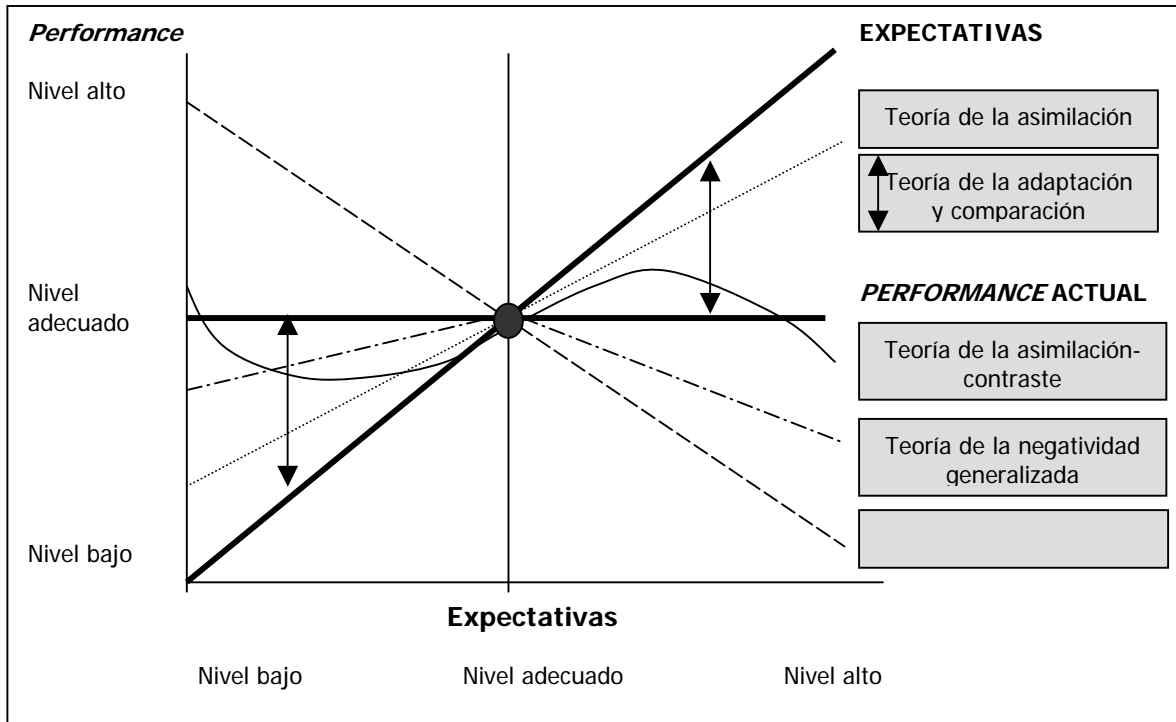 Performance
EXPECTATIVAS
Nivel alto
Teoría de la asimilación
Teoría de la adaptación
y comparación
Nivel
adecuado
PERFORMANCE ACTUAL
Teoría de la asimilación-
contraste
Teoría de la negatividad
generalizada
Nivel bajo
Expectativas
Nivel bajo
Nivel adecuado
Nivel alto